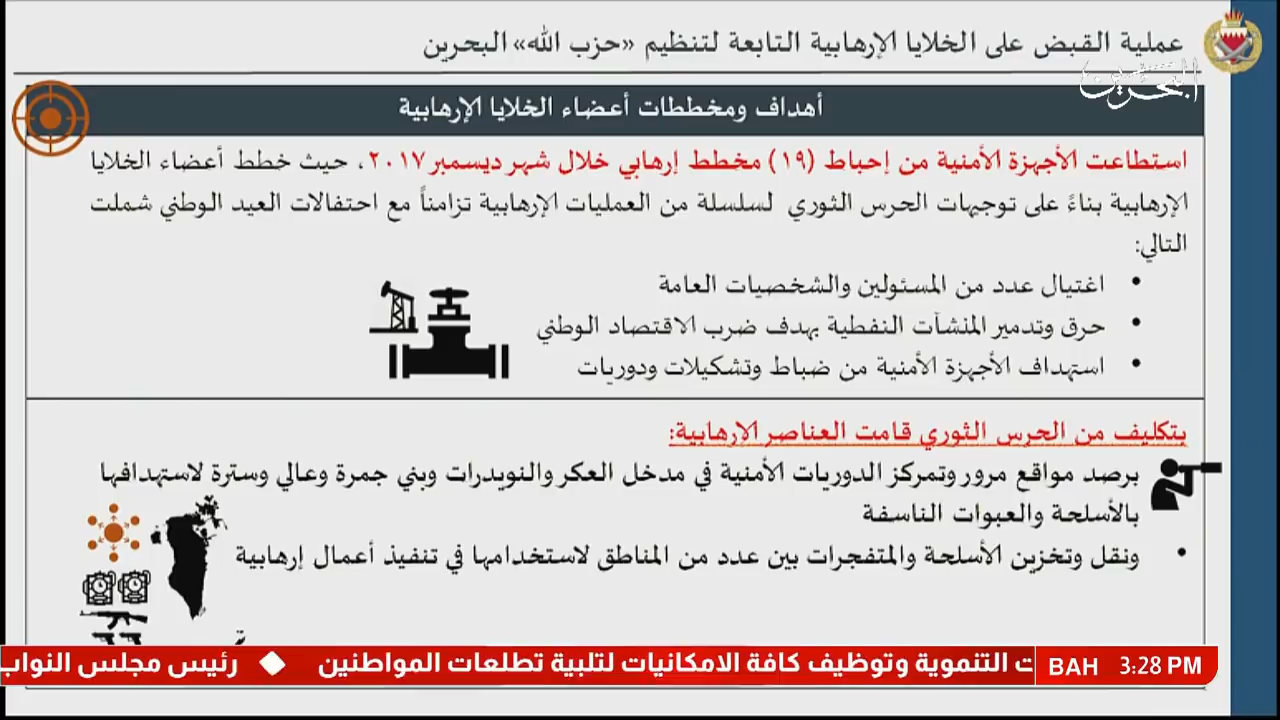 عملية القبض على الخلايا الإرهابية التابعة لتنظيم «حزب الله» البحرين
البحرين
أهداف ومخططات أعضاء الخلايا الإرهابية
استطاعت الأجهزة الأمنية من إحباط (١٩) مخطط إرهابي خلال شهر ديسمبر ٢٠١٧، حيث خطط أعضاء الخلايا
الإرهابية بناءً على توجيهات الحرس الثوري لسلسلة من العمليات الإرهابية تزامناً مع احتفالات العيد الوطني شملت
التالي:
• اغتيال عدد من المسئولين والشخصيات العامة
• حرق وتدمير المنشآت النفطية بهدف ضرب الاقتصاد الوطني
• استهداف الأجهزة الأمنية من ضباط وتشكيلات ودوريات
بتكليف من الحرس الثوري قامت العناصر الإرهابية:
برصد مواقع مرور وتمركز الدوريات الأمنية في مدخل العكر والنويدرات وبني جمرة وعالي وسترة لاستهدافها
بالأسلحة والعبوات الناسفة
• ونقل وتخزين الأسلحة والمتفجرات بين عدد من المناطق لاستخدامها في تنفيذ أعمال إرهابية
ت التنموية وتوظيف كافة الامكانيات لتلبية تطلعات المواطنين ◆ رئيس مجلس النواب
BAH 3:28 PM